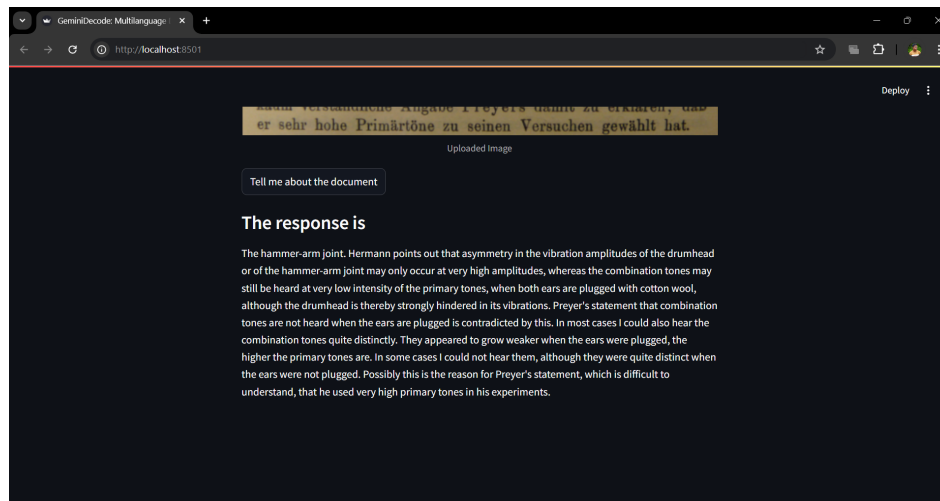 GeminiDecode: Multilanguage
http://localhost:8501
Deploy
verständliche Angabe Preyers damit zu erklären, daß
er sehr hohe Primärtöne zu seinen Versuchen gewählt hat.
Uploaded Image
Tell me about the document
The response is
The hammer-arm joint. Hermann points out that asymmetry in the vibration amplitudes of the drumhead
or of the hammer-arm joint may only occur at very high amplitudes, whereas the combination tones may
still be heard at very low intensity of the primary tones, when both ears are plugged with cotton wool,
although the drumhead is thereby strongly hindered in its vibrations. Preyer's statement that combination
tones are not heard when the ears are plugged is contradicted by this. In most cases I could also hear the
combination tones quite distinctly. They appeared to grow weaker when the ears were plugged, the
higher the primary tones are. In some cases I could not hear them, although they were quite distinct when
the ears were not plugged. Possibly this is the reason for Preyer's statement, which is difficult to
understand, that he used very high primary tones in his experiments.